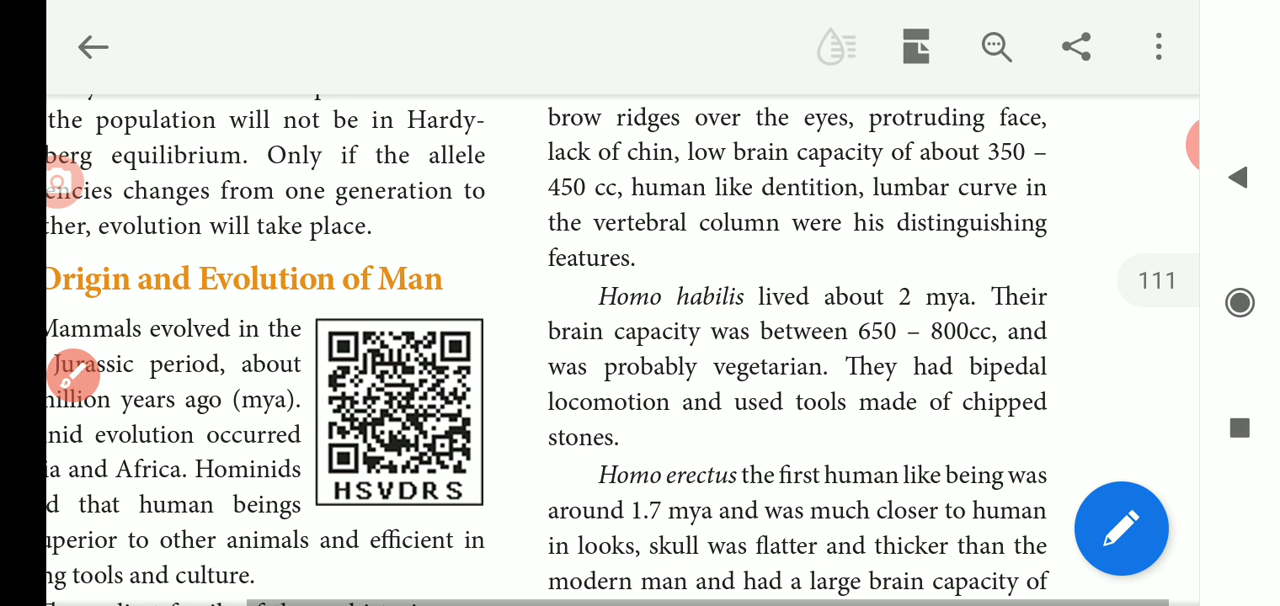 the population will not be in Hardy-
berg equilibrium. Only if the allele
encies changes from one generation to
ther, evolution will take place.
Origin and Evolution of Man
Mammals evolved in the
Jurassic period, about
million years ago (mya).
nid evolution occurred
ia and Africa. Hominids
d that human beings
uperior to other animals and efficient in
ng tools and culture.
HSVDRS
brow ridges over the eyes, protruding face,
lack of chin, low brain capacity of about 350 –
450 cc, human like dentition, lumbar curve in
the vertebral column were his distinguishing
features.
Homo habilis lived about 2 mya. Their
brain capacity was between 650 – 800cc, and
was probably vegetarian. They had bipedal
locomotion and used tools made of chipped
stones.
Homo erectus the first human like being was
around 1.7 mya and was much closer to human
in looks, skull was flatter and thicker than the
modern man and had a large brain capacity of
111